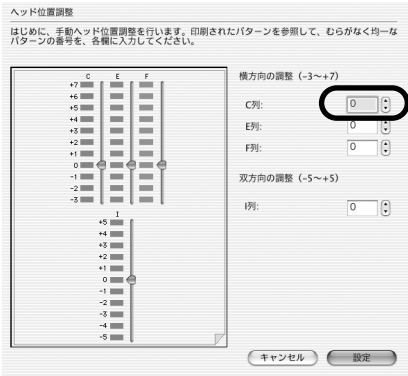 ヘッド位置調整
はじめに、手動ヘッド位置調整を行います。印刷されたパターンを参照して、むらがなく均一な
パターンの番号を、各欄に入力してください。
C E F
+7
+6
+5
+4
+3
+2
+1
0
-1
-2
-3
I
+5
+4
+3
+2
+1
0
-1
-2
-3
-4
-5
横方向の調整（-3〜+7）
C列: 0
E列: 0
F列: 0
双方向の調整（-5〜+5）
I列: 0
キャンセル 設定